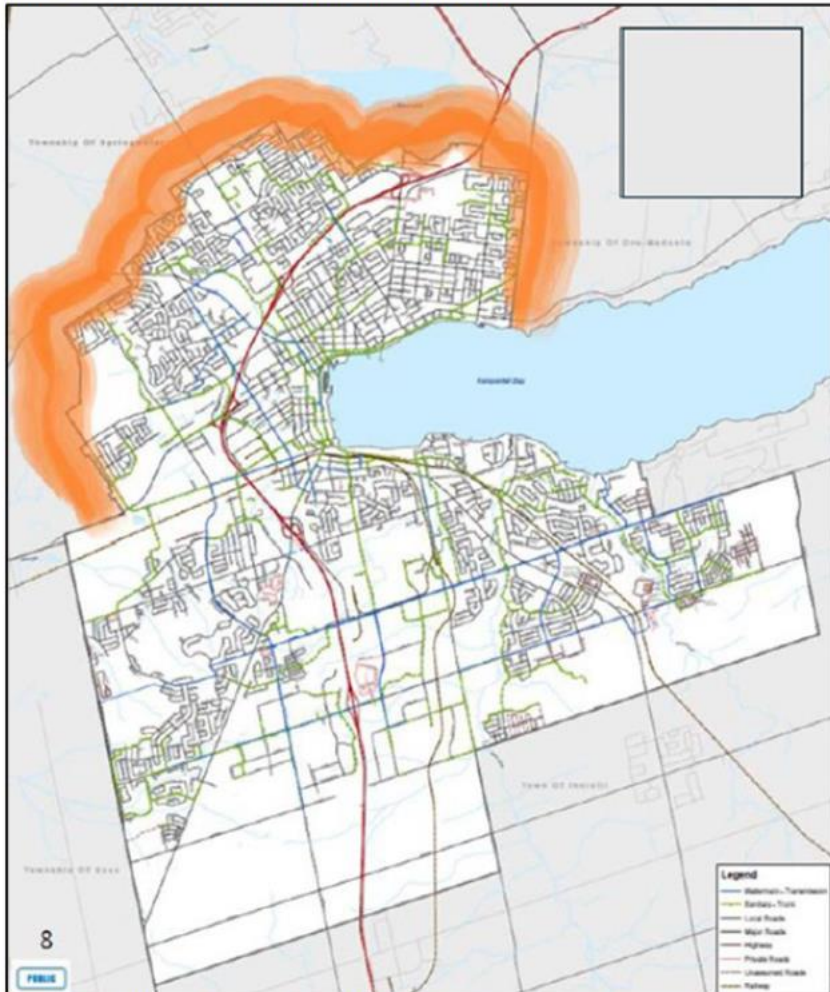 Township Of Springwater
Township Of Oro-Medonte
Kempenfelt Bay
Town Of Innisfil
Township Of Essa
Legend
Watermain - Transmission
Sanitary - Trunk
Local Roads
Major Roads
Highway
Private Roads
Unassumed Roads
Railway
8
PUBLIC